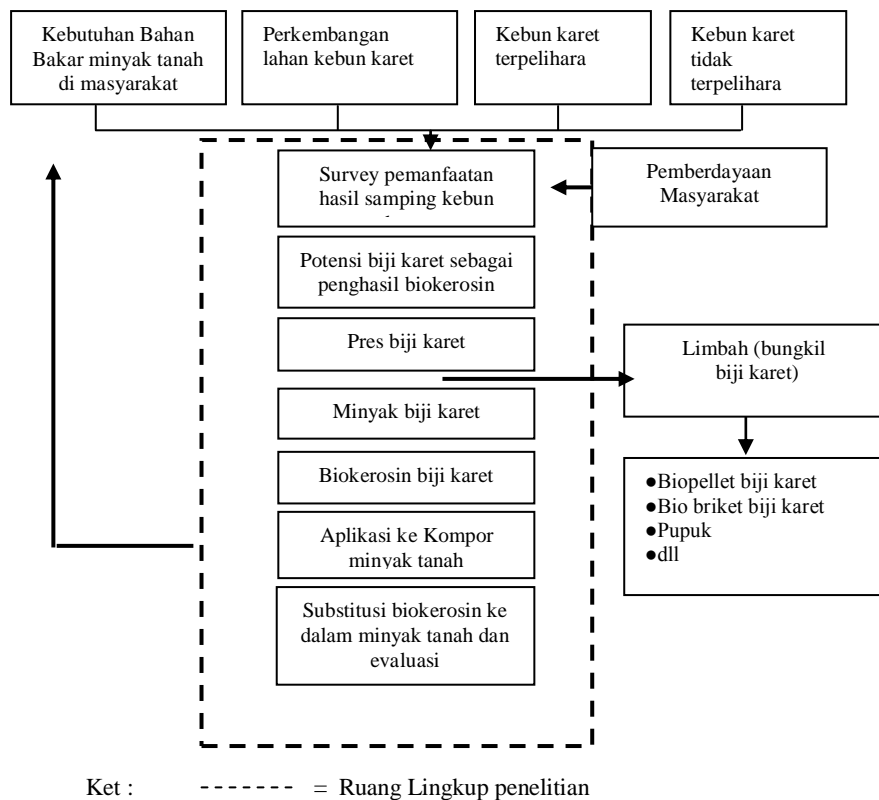 Kebutuhan Bahan
Bakar minyak tanah
di masyarakat
Perkembangan
lahan kebun karet
Kebun karet
terpelihara
Kebun karet
tidak
terpelihara
Survey pemanfaatan
hasil samping kebun
Pemberdayaan
Masyarakat
Potensi biji karet sebagai
penghasil biokerosin
Pres biji karet
Limbah (bungkil
biji karet)
Minyak biji karet
Biokerosin biji karet
●Biopellet biji karet
●Bio briket biji karet
●Pupuk
●dll
Aplikasi ke Kompor
minyak tanah
Substitusi biokerosin ke
dalam minyak tanah dan
evaluasi
Ket : ------- = Ruang Lingkup penelitian